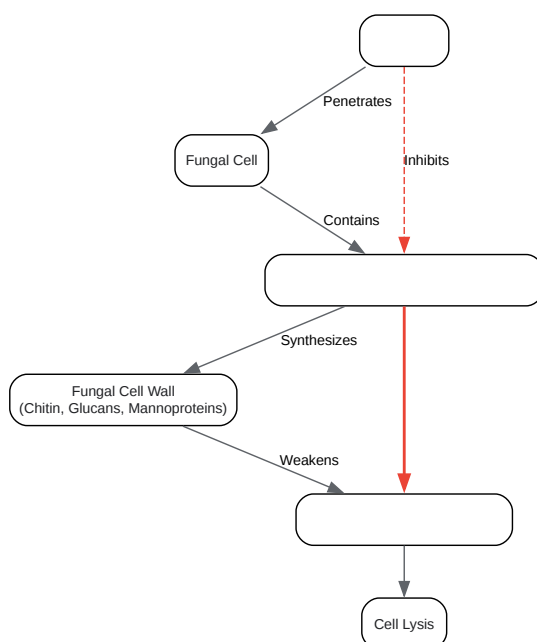 Penetrates
Fungal Cell
Inhibits
Contains
Synthesizes
Fungal Cell Wall
(Chitin, Glucans, Mannoproteins)
Weakens
Cell Lysis